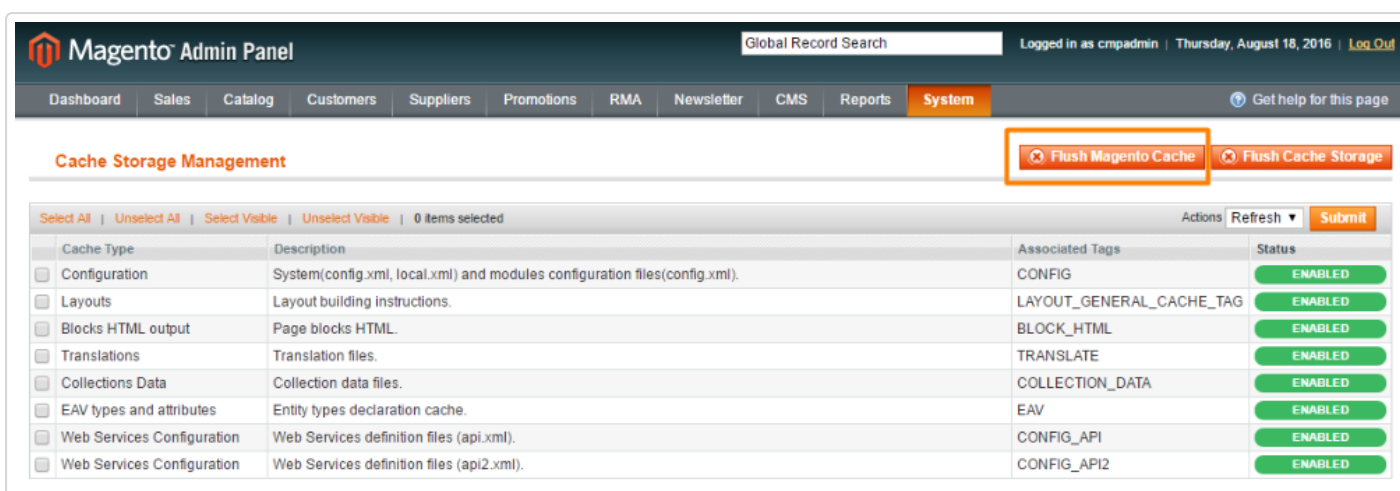 Magento Admin Panel
Global Record Search
Logged in as cmpadmin | Thursday, August 18, 2016 | Log Out
Dashboard Sales Catalog Customers Suppliers Promotions RMA Newsletter CMS Reports System Get help for this page
Cache Storage Management Flush Magento Cache Flush Cache Storage
Select All | Unselect All | Select Visible | Unselect Visible | 0 items selected Actions Refresh Submit
Cache Type Description Associated Tags Status
Configuration System(config.xml, local.xml) and modules configuration files(config.xml). CONFIG ENABLED
Layouts Layout building instructions. LAYOUT_GENERAL_CACHE_TAG ENABLED
Blocks HTML output Page blocks HTML. BLOCK_HTML ENABLED
Translations Translation files. TRANSLATE ENABLED
Collections Data Collection data files. COLLECTION_DATA ENABLED
EAV types and attributes Entity types declaration cache. EAV ENABLED
Web Services Configuration Web Services definition files (api.xml). CONFIG_API ENABLED
Web Services Configuration Web Services definition files (api2.xml). CONFIG_API2 ENABLED